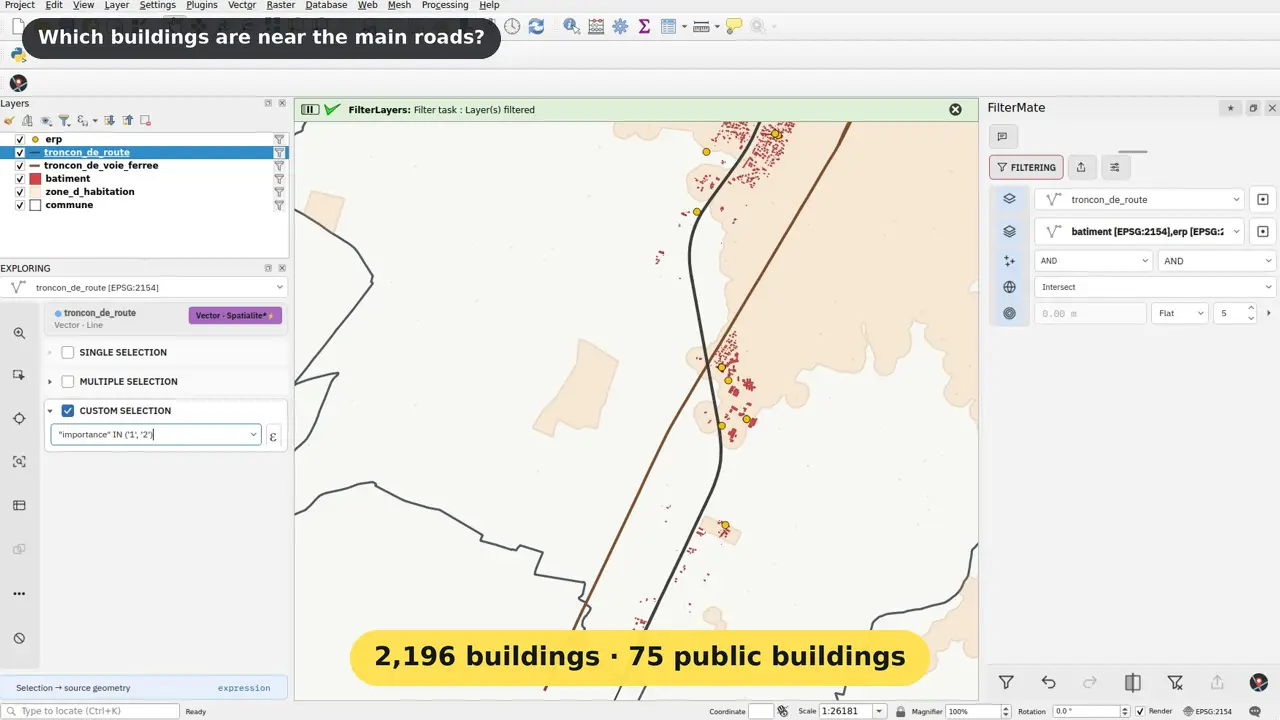 Project Edit View Layer Settings Plugins Vector Raster Database Web Mesh Processing Help
Which buildings are near the main roads?
Layers
erp
troncon_de_route
troncon_de_voie_ferree
batiment
zone_d_habitation
commune
EXPLORING
troncon_de_route [EPSG:2154]
troncon_de_route
Vector · Line
Vector - Spatialite*⚡
SINGLE SELECTION
MULTIPLE SELECTION
CUSTOM SELECTION
"importance" IN ('1', '2')
ε
Selection → source geometry
expression
FilterLayers: Filter task : Layer(s) filtered
2,196 buildings · 75 public buildings
FilterMate
FILTERING
troncon_de_route
batiment [EPSG:2154],erp [EPSG:2
AND
AND
Intersect
0.00 m
Flat
5
Type to locate (Ctrl+K)
Ready
Coordinate
Scale 1:26181
Magnifier 100%
Rotation 0.0 °
Render
EPSG:2154